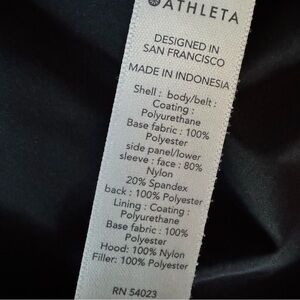 ATHLETA
DESIGNED IN
SAN FRANCISCO
MADE IN INDONESIA
Shell : body/belt :
Coating :
Polyurethane
Base fabric : 100%
Polyester
side panel/lower
sleeve : face : 80%
Nylon
20% Spandex
back : 100% Polyester
Lining : Coating :
Polyurethane
Base fabric : 100%
Polyester
Hood: 100% Nylon
Filler: 100% Polyester
RN 54023